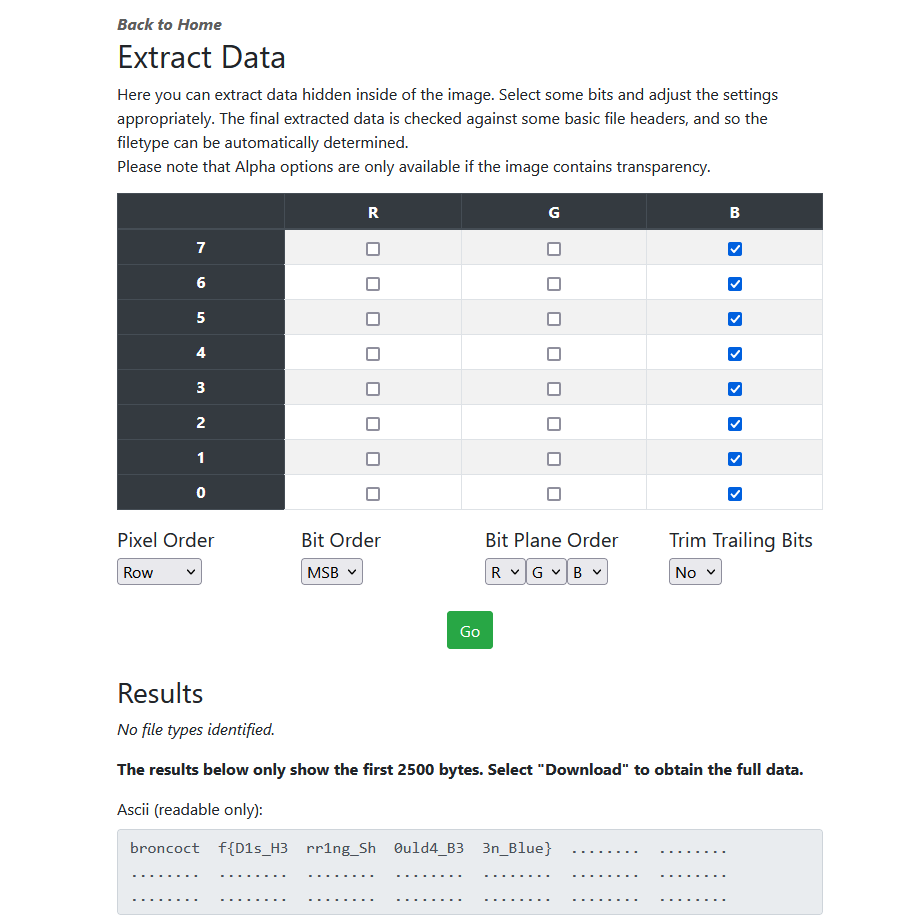 Back to Home
Extract Data
Here you can extract data hidden inside of the image. Select some bits and adjust the settings
appropriately. The final extracted data is checked against some basic file headers, and so the
filetype can be automatically determined.
Please note that Alpha options are only available if the image contains transparency.
R G B
7
6
5
4
3
2
1
0
Pixel Order Bit Order Bit Plane Order Trim Trailing Bits
Row MSB R G B No
Go
Results
No file types identified.
The results below only show the first 2500 bytes. Select "Download" to obtain the full data.
Ascii (readable only):
broncoct f{D1s_H3 rr1ng_Sh 0uld4_B3 3n_Blue} ........ ........
........ ........ ........ ........ ........ ........ ........
........ ........ ........ ........ ........ ........ ........